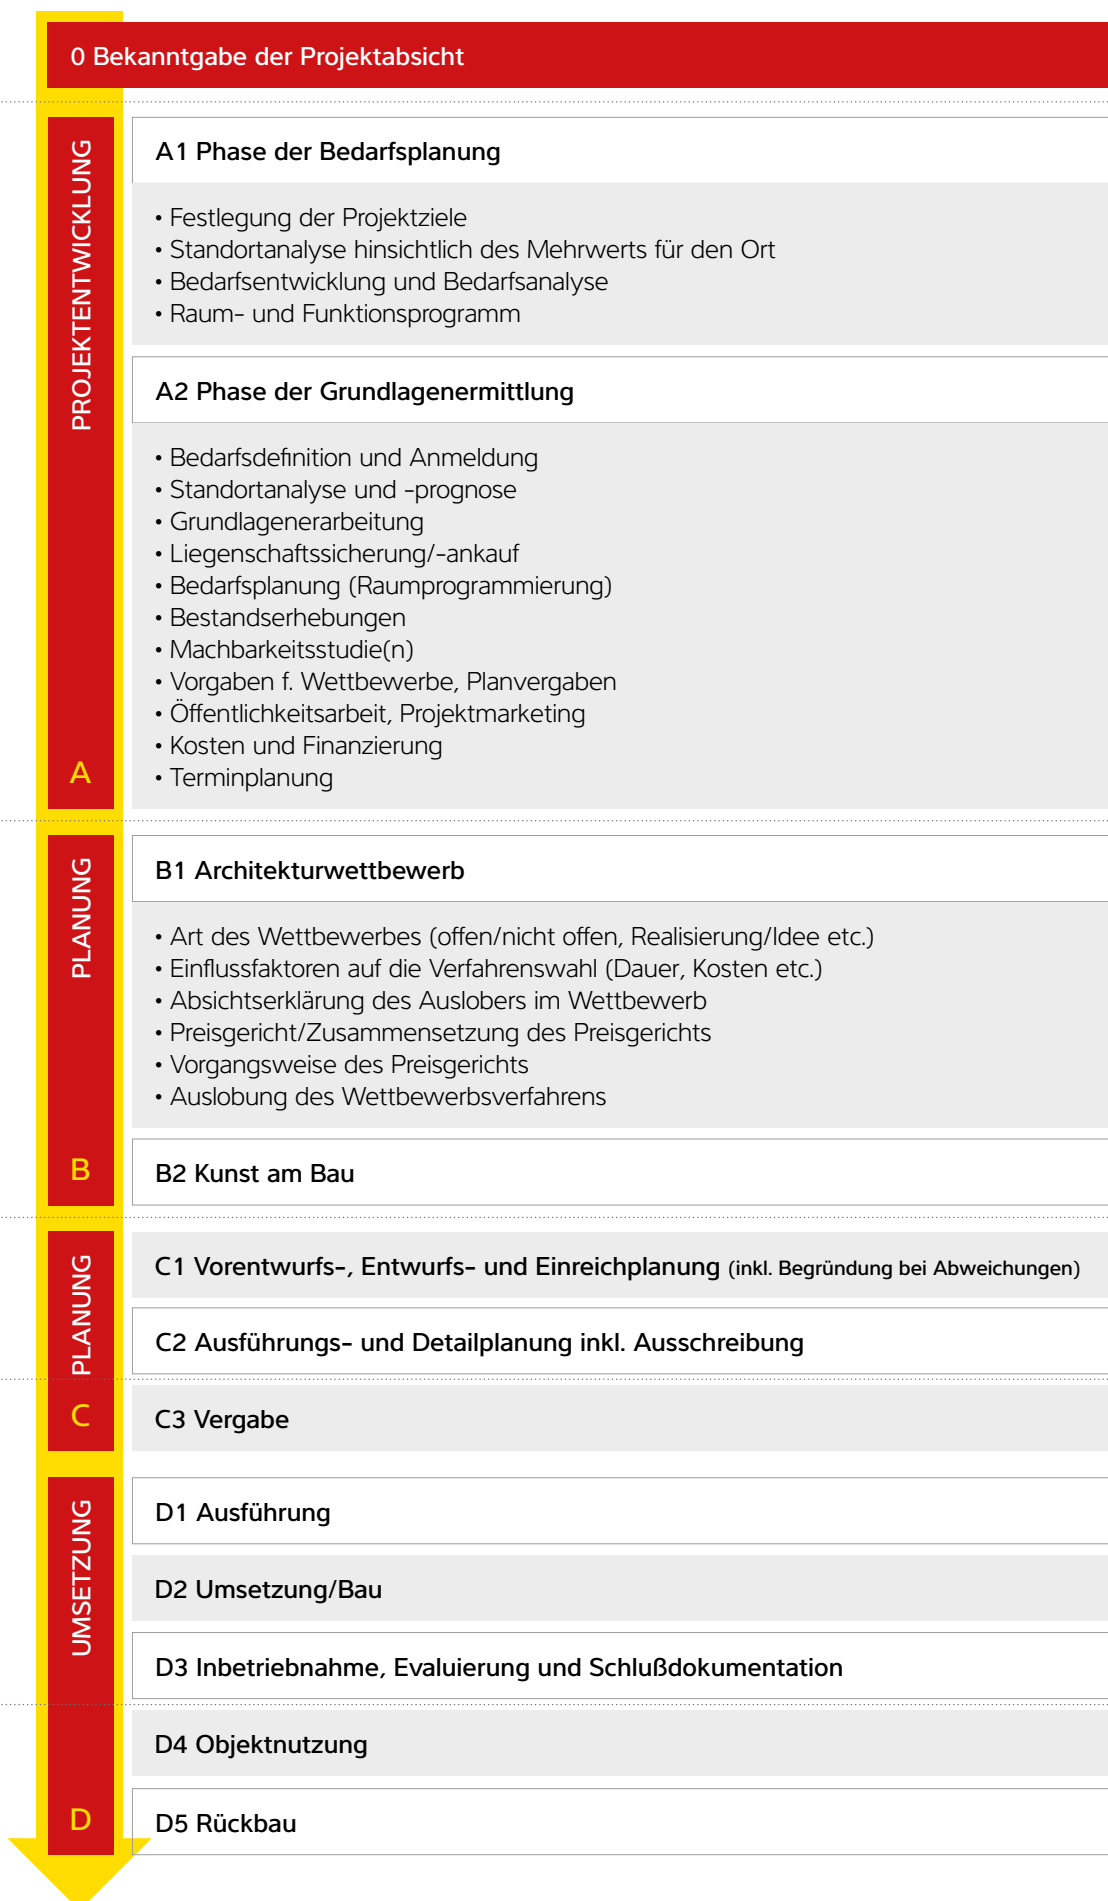 0 Bekanntgabe der Projektabsicht
PROJEKTENTWICKLUNG
A
A1 Phase der Bedarfsplanung
• Festlegung der Projektziele
• Standortanalyse hinsichtlich des Mehrwerts für den Ort
• Bedarfsentwicklung und Bedarfsanalyse
• Raum- und Funktionsprogramm
A2 Phase der Grundlagenermittlung
• Bedarfsdefinition und Anmeldung
• Standortanalyse und -prognose
• Grundlagenerarbeitung
• Liegenschaftssicherung/-ankauf
• Bedarfsplanung (Raumprogrammierung)
• Bestandserhebungen
• Machbarkeitsstudie(n)
• Vorgaben f. Wettbewerbe, Planvergaben
• Öffentlichkeitsarbeit, Projektmarketing
• Kosten und Finanzierung
• Terminplanung
PLANUNG
B
B1 Architekturwettbewerb
• Art des Wettbewerbes (offen/nicht offen, Realisierung/Idee etc.)
• Einflussfaktoren auf die Verfahrenswahl (Dauer, Kosten etc.)
• Absichtserklärung des Auslobers im Wettbewerb
• Preisgericht/Zusammensetzung des Preisgerichts
• Vorgangsweise des Preisgerichts
• Auslobung des Wettbewerbsverfahrens
B2 Kunst am Bau
PLANUNG
C
C1 Vorentwurfs-, Entwurfs- und Einreichplanung (inkl. Begründung bei Abweichungen)
C2 Ausführungs- und Detailplanung inkl. Ausschreibung
C3 Vergabe
UMSETZUNG
D
D1 Ausführung
D2 Umsetzung/Bau
D3 Inbetriebnahme, Evaluierung und Schlußdokumentation
D4 Objektnutzung
D5 Rückbau